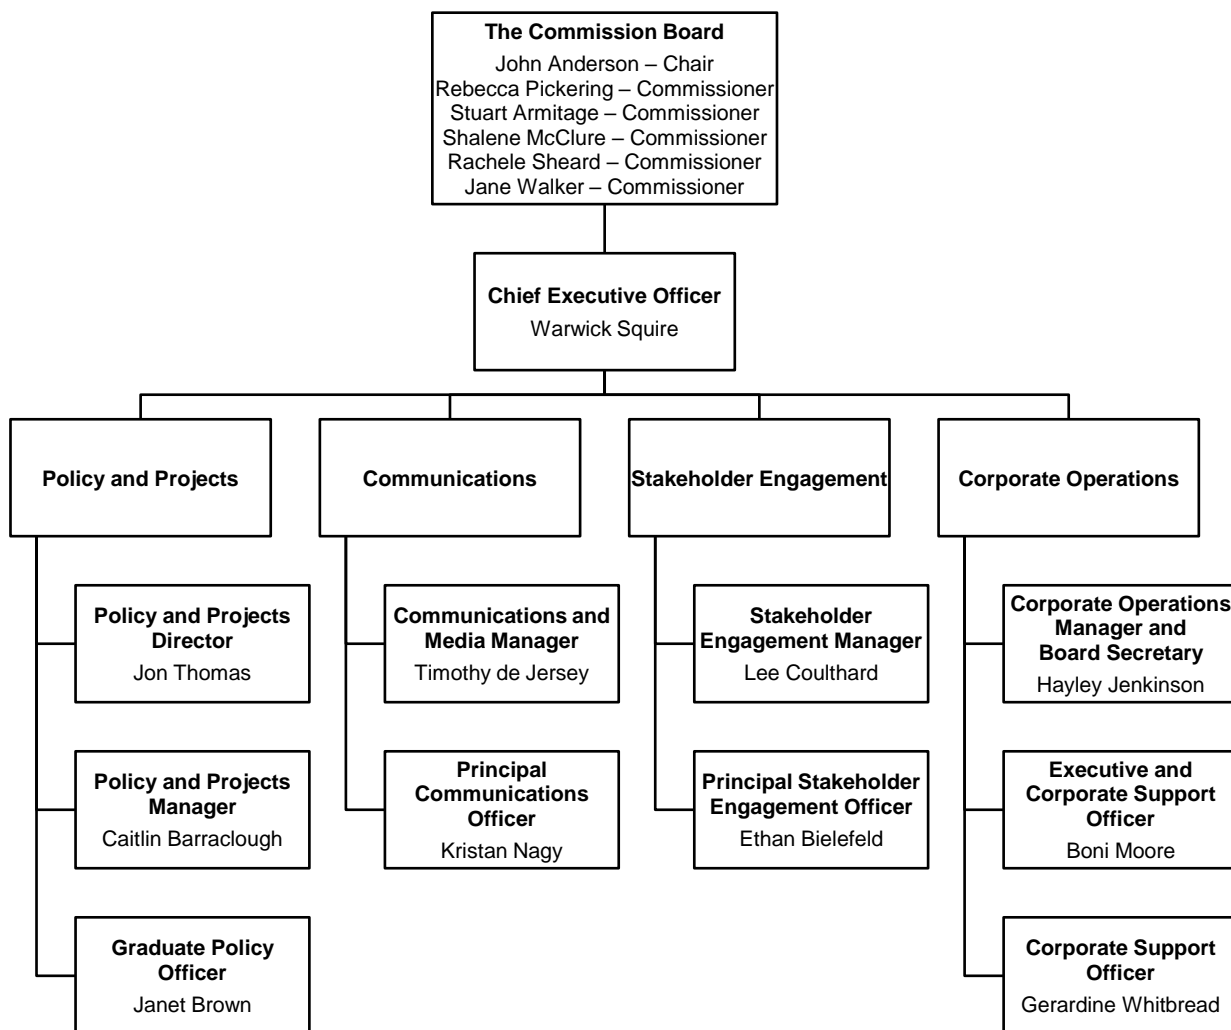 The Commission Board
John Anderson – Chair
Rebecca Pickering – Commissioner
Stuart Armitage – Commissioner
Shalene McClure – Commissioner
Rachele Sheard – Commissioner
Jane Walker – Commissioner
Chief Executive Officer
Warwick Squire
Policy and Projects
Communications
Stakeholder Engagement
Corporate Operations
Policy and Projects
Director
Jon Thomas
Communications and
Media Manager
Timothy de Jersey
Stakeholder
Engagement Manager
Lee Coulthard
Corporate Operations
Manager and
Board Secretary
Hayley Jenkinson
Policy and Projects
Manager
Caitlin Barraclough
Principal
Communications
Officer
Kristan Nagy
Principal Stakeholder
Engagement Officer
Ethan Bielefeld
Executive and
Corporate Support
Officer
Boni Moore
Graduate Policy
Officer
Janet Brown
Corporate Support
Officer
Gerardine Whitbread